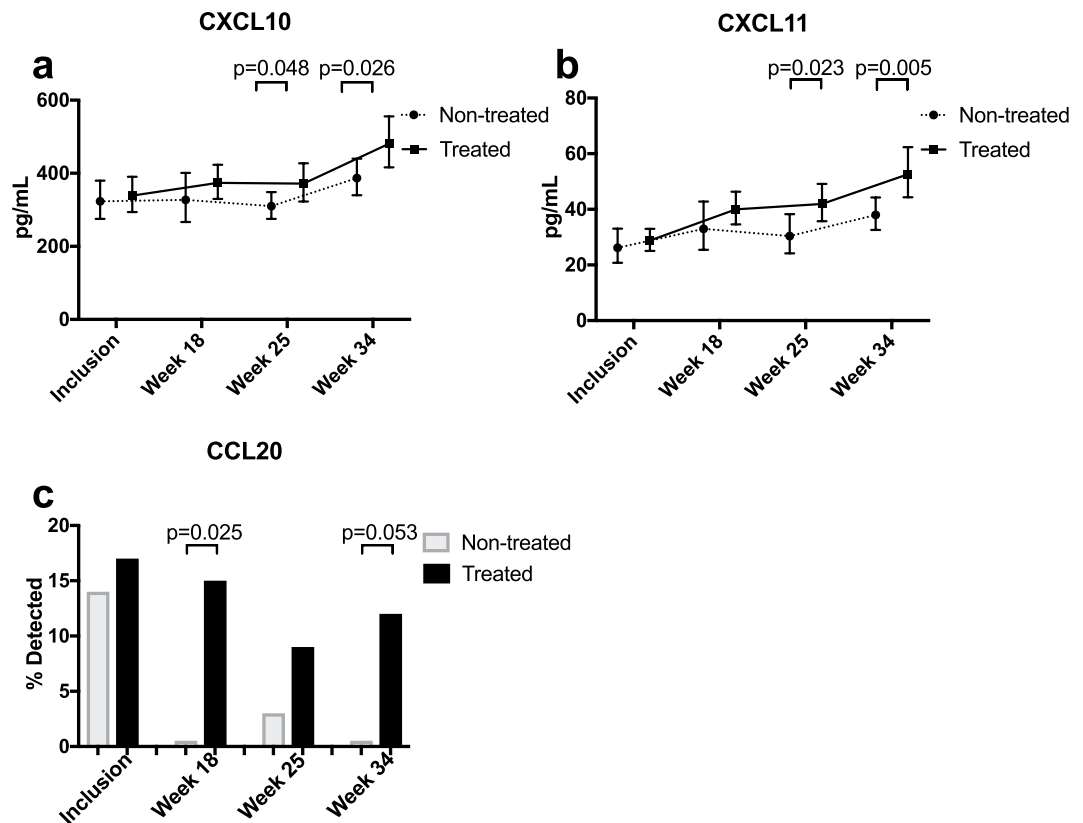 CXCL10
a
p=0.048 p=0.026
600
400
200
0
pg/mL
Non-treated
Treated
Inclusion
Week 18
Week 25
Week 34
CXCL11
b
p=0.023 p=0.005
80
60
40
20
0
pg/mL
Non-treated
Treated
Inclusion
Week 18
Week 25
Week 34
CCL20
c
p=0.025
p=0.053
20
15
10
5
0
% Detected
Non-treated
Treated
Inclusion
Week 18
Week 25
Week 34